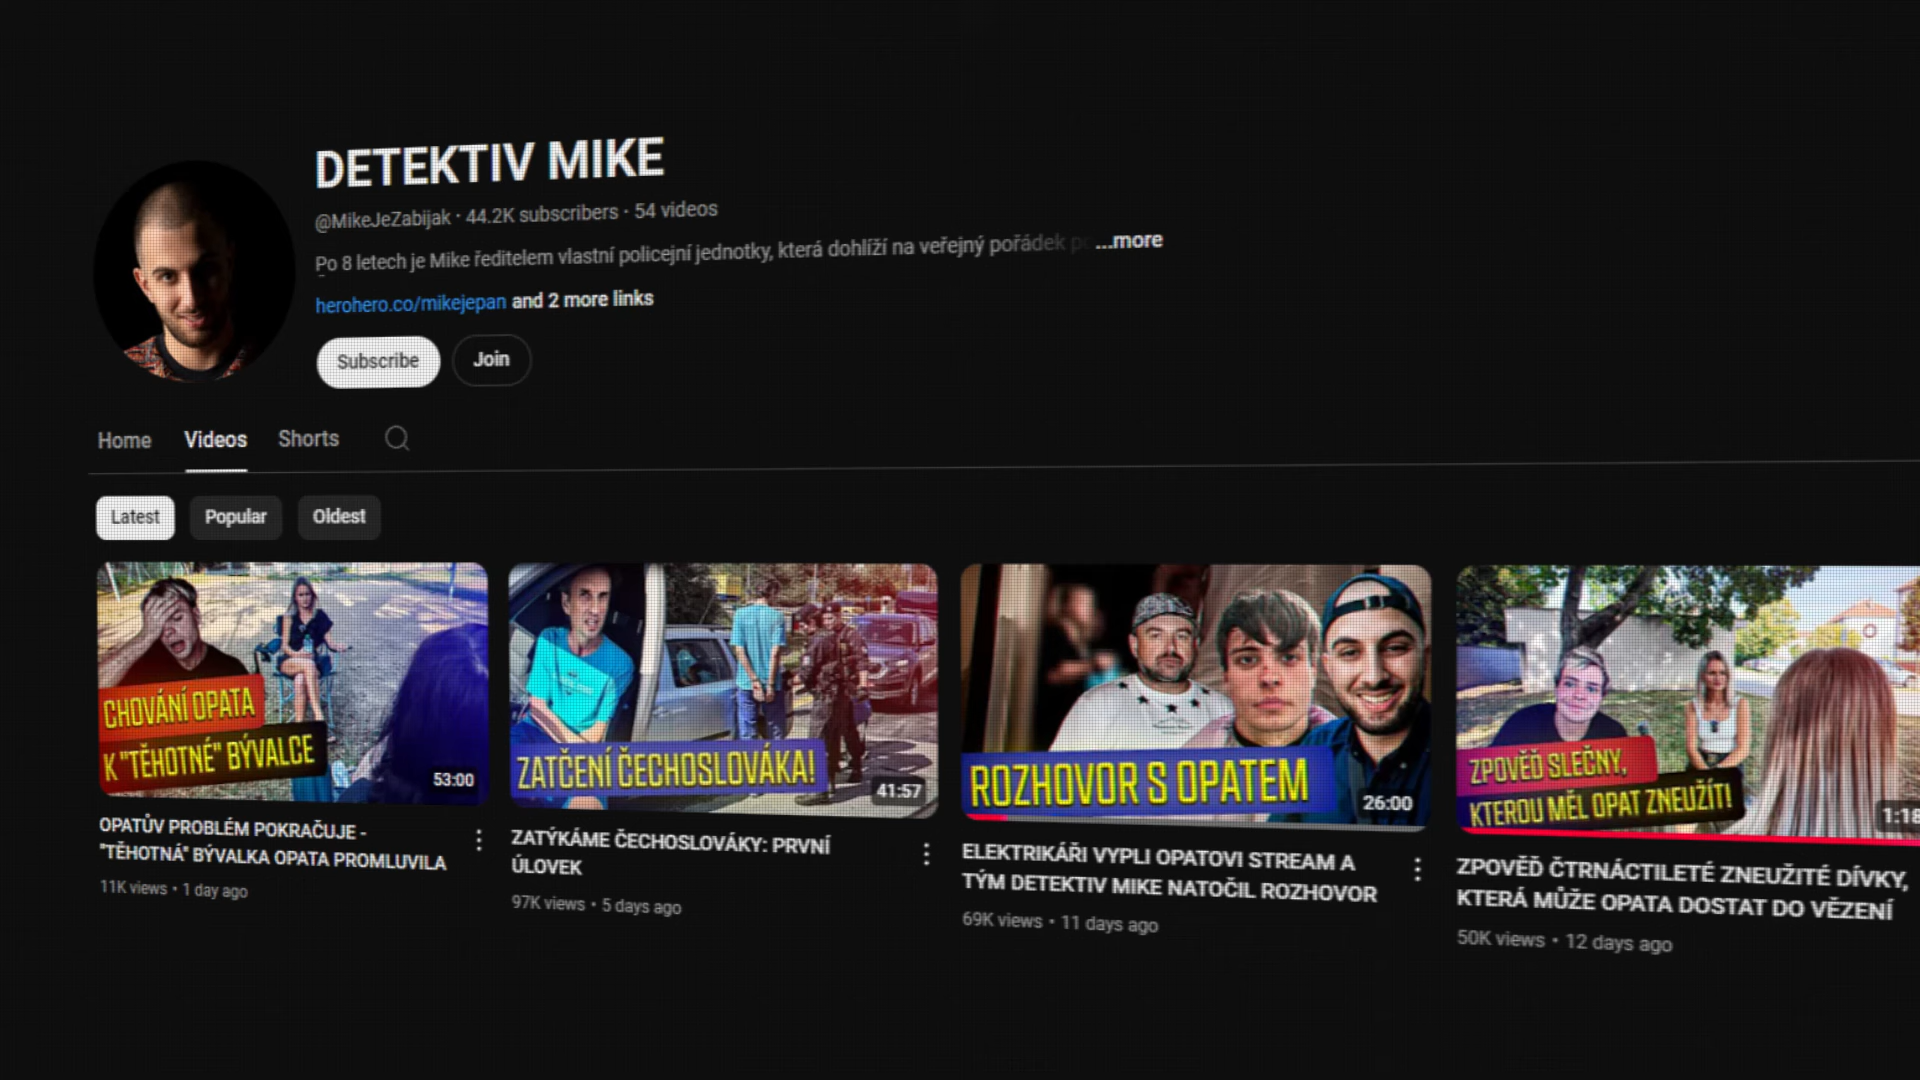 DETEKTIV MIKE
@MikeJeZabijak · 44.2K subscribers · 54 videos
Po 8 letech je Mike ředitelem vlastní policejní jednotky, která dohlíží na veřejný pořádek ...more
herohero.co/mikejepan and 2 more links
Subscribe Join
Home Videos Shorts
Latest Popular Oldest
CHOVÁNÍ OPATA
K "TĚHOTNÉ" BÝVALCE
53:00
OPATŮV PROBLÉM POKRAČUJE -
"TĚHOTNÁ" BÝVALKA OPATA PROMLUVILA
11K views • 1 day ago
ZATČENÍ ČECHOSLOVÁKA!
41:57
ZATÝKÁME ČECHOSLOVÁKY: PRVNÍ
ÚLOVEK
97K views • 5 days ago
ROZHOVOR S OPATEM
26:00
ELEKTRIKÁŘI VYPLI OPATOVI STREAM A
TÝM DETEKTIV MIKE NATOČIL ROZHOVOR
69K views • 11 days ago
ZPOVĚĎ SLEČNY,
KTEROU MĚL OPAT ZNEUŽÍT!
1:18
ZPOVĚĎ ČTRNÁCTILETÉ ZNEUŽITÉ DÍVKY,
KTERÁ MŮŽE OPATA DOSTAT DO VĚZENÍ
50K views • 12 days ago